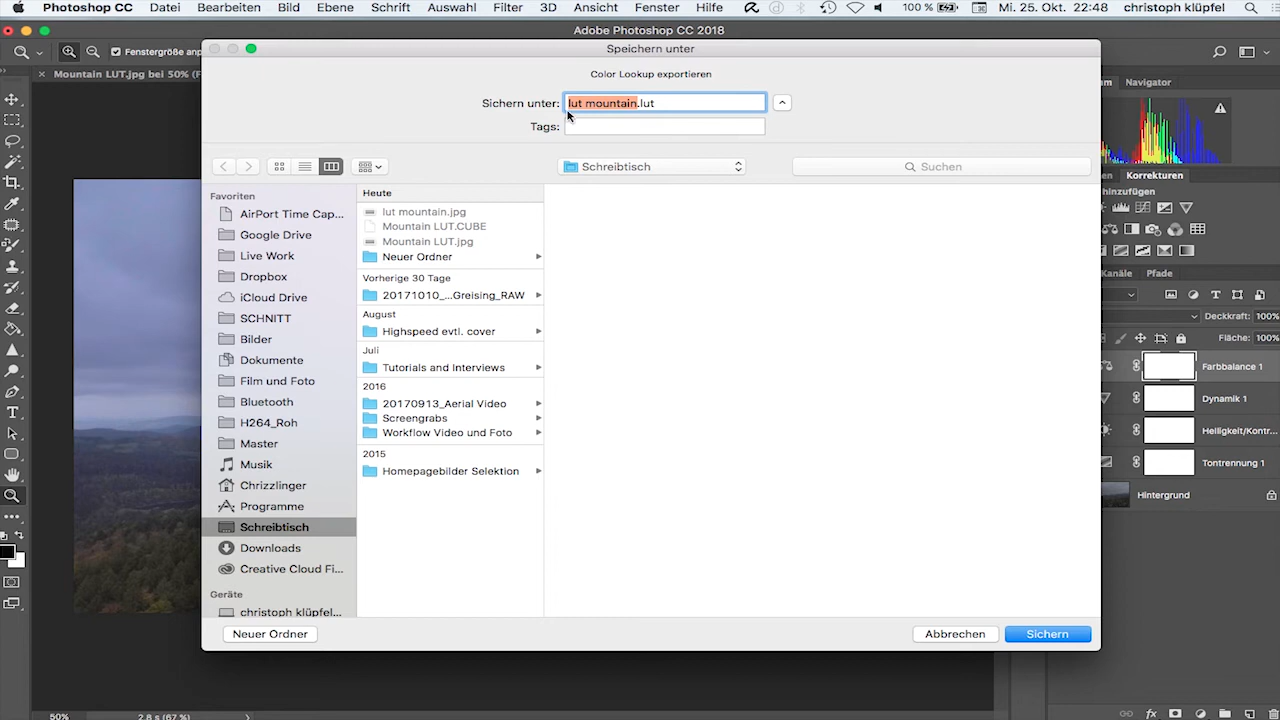 Photoshop CC Datei Bearbeiten Bild Ebene Schrift Auswahl Filter 3D Ansicht Fenster Hilfe 100 % Mi. 25. Okt. 22:48 christoph klüpfel
Adobe Photoshop CC 2018
Fenstergröße anp
Mountain LUT.jpg bei 50% (F
Speichern unter
Color Lookup exportieren
Sichern unter: lut mountain.lut
Tags:
Schreibtisch
Suchen
Favoriten
AirPort Time Cap...
Google Drive
Live Work
Dropbox
iCloud Drive
SCHNITT
Bilder
Dokumente
Film und Foto
Bluetooth
H264_Roh
Master
Musik
Chrizzlinger
Programme
Schreibtisch
Downloads
Creative Cloud Fi...
Geräte
christoph klüpfel...
Heute
lut mountain.jpg
Mountain LUT.CUBE
Mountain LUT.jpg
Neuer Ordner
Vorherige 30 Tage
20171010_...Greising_RAW
August
Highspeed evtl. cover
Juli
Tutorials and Interviews
2016
20170913_Aerial Video
Screengrabs
Workflow Video und Foto
2015
Homepagebilder Selektion
Neuer Ordner
Abbrechen
Sichern
Navigator
Korrekturen
hinzufügen
Kanäle Pfade
Deckkraft: 100%
Fläche: 100%
Farbbalance 1
Dynamik 1
Helligkeit/Kontr...
Tontrennung 1
Hintergrund
50% 2.8 s (67 %)